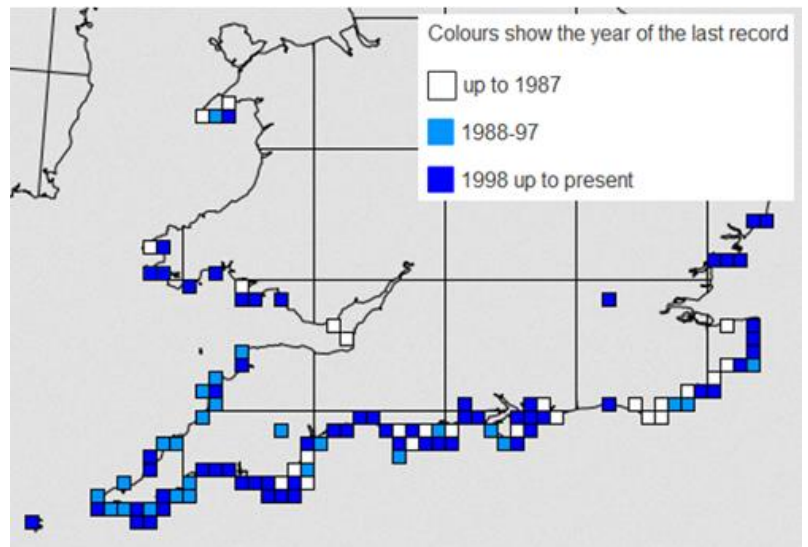 Colours show the year of the last record
up to 1987
1988-97
1998 up to present